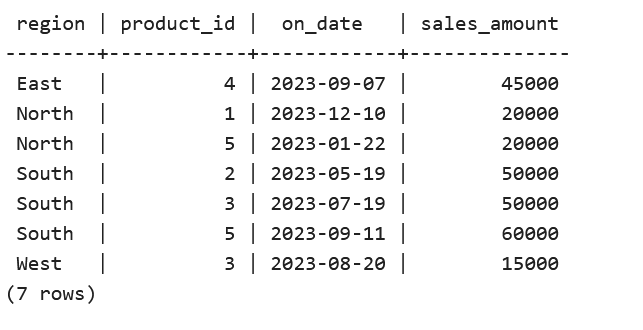 region | product_id | on_date | sales_amount
--------+------------+------------+--------------
East | 4 | 2023-09-07 | 45000
North | 1 | 2023-12-10 | 20000
North | 5 | 2023-01-22 | 20000
South | 2 | 2023-05-19 | 50000
South | 3 | 2023-07-19 | 50000
South | 5 | 2023-09-11 | 60000
West | 3 | 2023-08-20 | 15000
(7 rows)